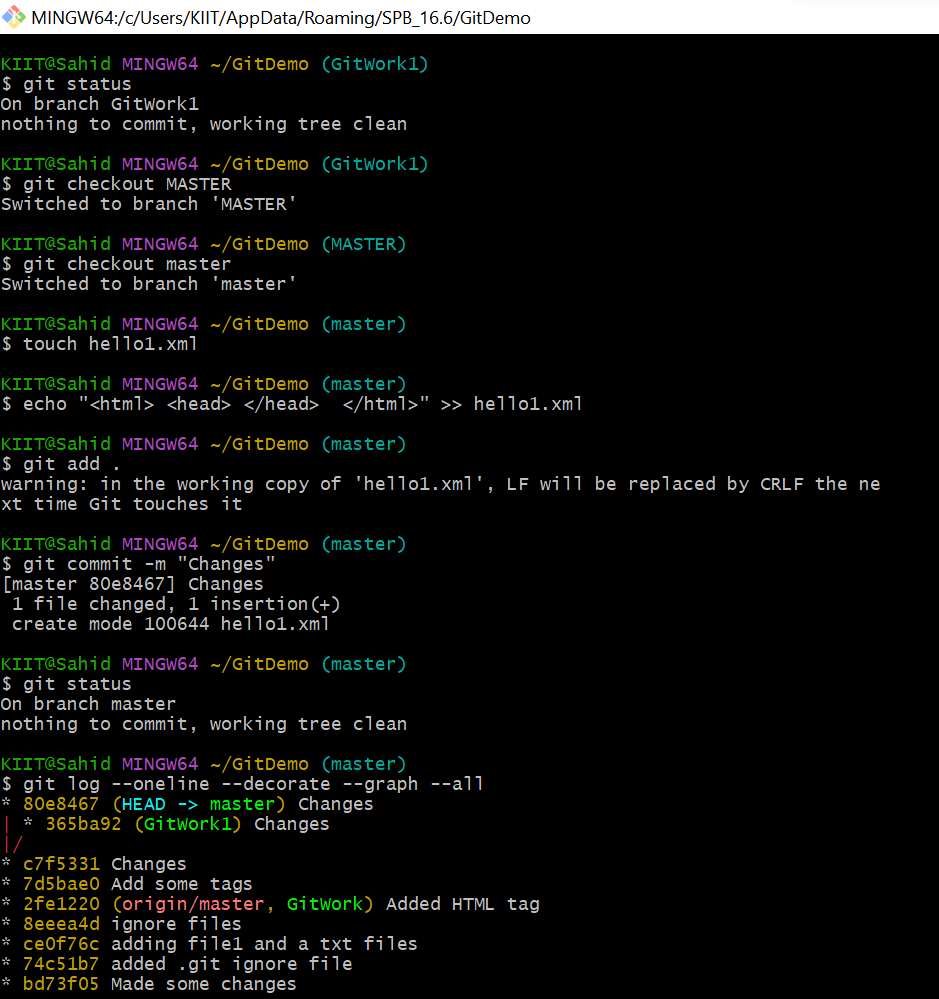 MINGW64:/c/Users/KIIT/AppData/Roaming/SPB_16.6/GitDemo
KIIT@Sahid MINGW64 ~/GitDemo (GitWork1)
$ git status
On branch GitWork1
nothing to commit, working tree clean
KIIT@Sahid MINGW64 ~/GitDemo (GitWork1)
$ git checkout MASTER
Switched to branch 'MASTER'
KIIT@Sahid MINGW64 ~/GitDemo (MASTER)
$ git checkout master
Switched to branch 'master'
KIIT@Sahid MINGW64 ~/GitDemo (master)
$ touch hello1.xml
KIIT@Sahid MINGW64 ~/GitDemo (master)
$ echo "<html> <head> </head>  </html>" >> hello1.xml
KIIT@Sahid MINGW64 ~/GitDemo (master)
$ git add .
warning: in the working copy of 'hello1.xml', LF will be replaced by CRLF the ne
xt time Git touches it
KIIT@Sahid MINGW64 ~/GitDemo (master)
$ git commit -m "Changes"
[master 80e8467] Changes
 1 file changed, 1 insertion(+)
 create mode 100644 hello1.xml
KIIT@Sahid MINGW64 ~/GitDemo (master)
$ git status
On branch master
nothing to commit, working tree clean
KIIT@Sahid MINGW64 ~/GitDemo (master)
$ git log --oneline --decorate --graph --all
* 80e8467 (HEAD -> master) Changes
| * 365ba92 (GitWork1) Changes
|/
* c7f5331 Changes
* 7d5bae0 Add some tags
* 2fe1220 (origin/master, GitWork) Added HTML tag
* 8eeea4d ignore files
* ce0f76c adding file1 and a txt files
* 74c51b7 added .git ignore file
* bd73f05 Made some changes